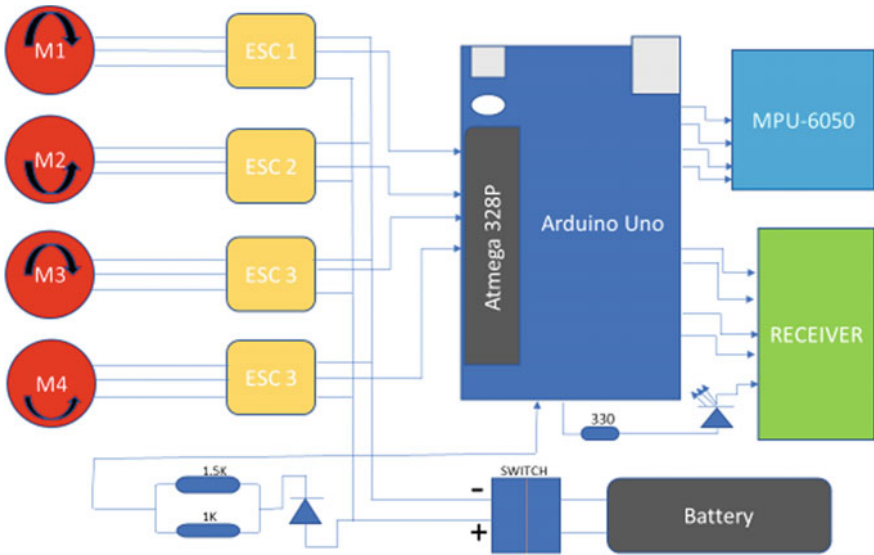 M1
ESC 1
M2
ESC 2
M3
ESC 3
M4
ESC 3
Atmega 328P
Arduino Uno
MPU-6050
RECEIVER
330
1.5K
1K
SWITCH
-
+
Battery